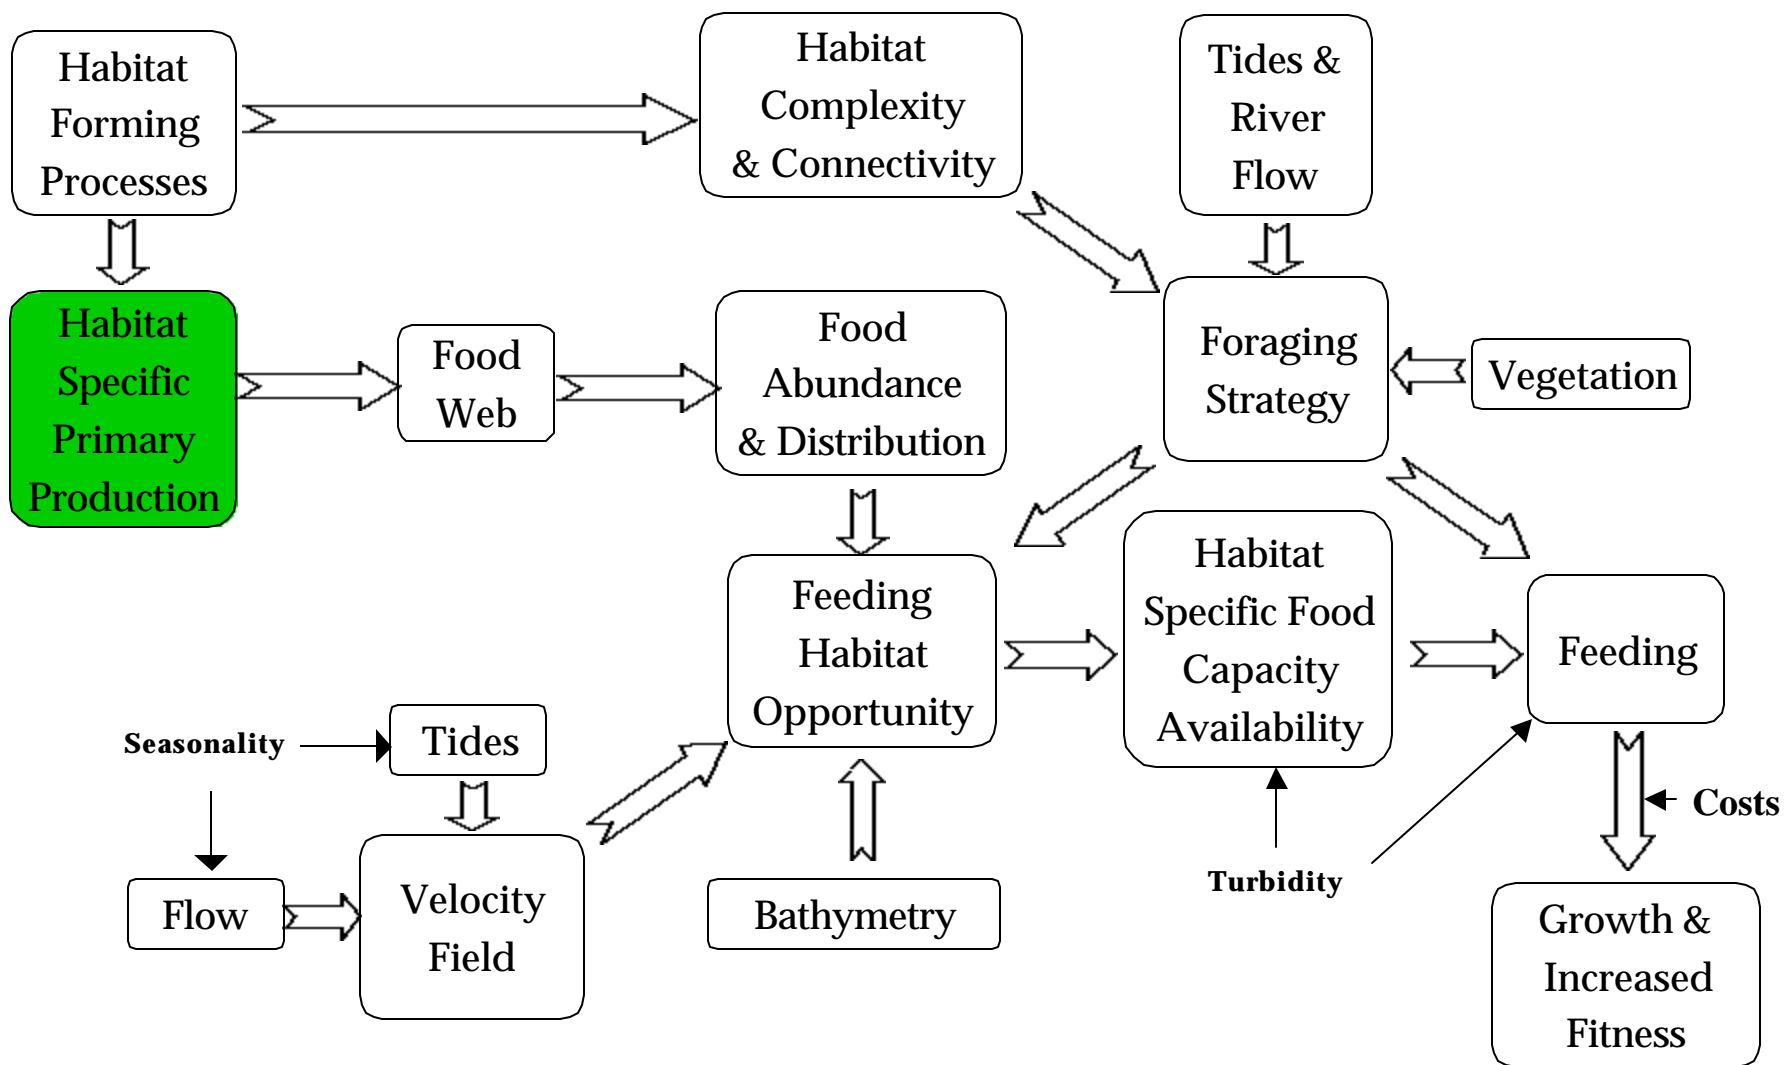 Habitat
Forming
Processes
Habitat
Complexity
& Connectivity
Tides &
River
Flow
Habitat
Specific
Primary
Production
Food
Web
Food
Abundance
& Distribution
Foraging
Strategy
Vegetation
Feeding
Habitat
Opportunity
Habitat
Specific Food
Capacity
Availability
Feeding
Seasonality
Tides
Flow
Velocity
Field
Bathymetry
Turbidity
Costs
Growth &
Increased
Fitness